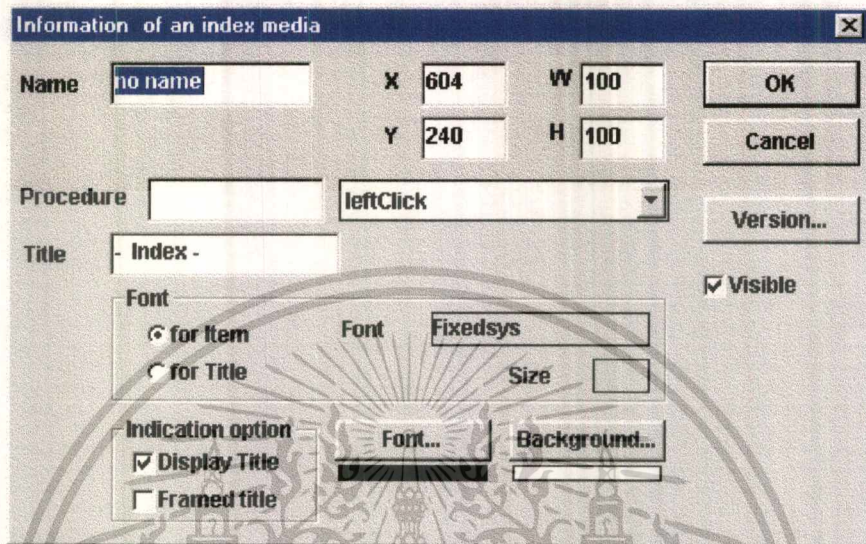 Information of an index media
Name no name X 604 W 100 OK
Y 240 H 100 Cancel
Procedure leftClick
Version...
Title - Index -
Visible
Font
for Item Font Fixedsys
for Title Size
Indication option Font... Background...
Display Title
Framed title